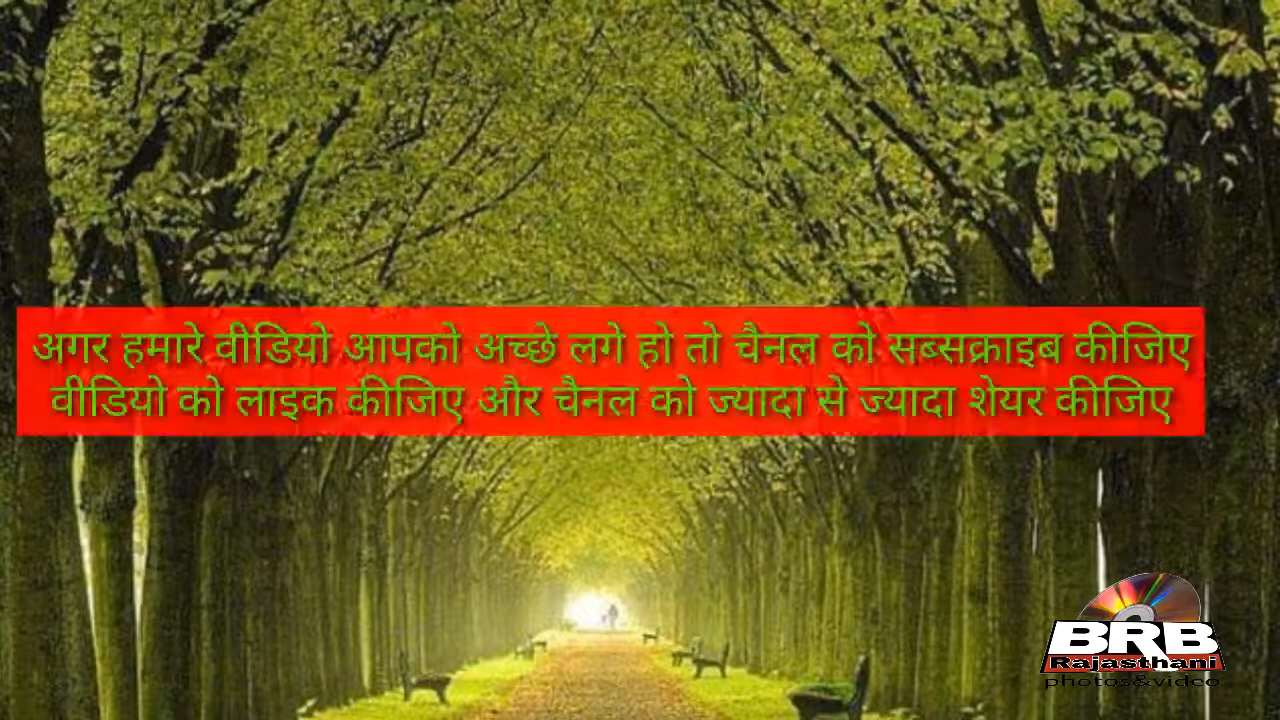 अगर हमारे वीडियो आपको अच्छे लगे हो तो चैनल को सब्सक्राइब कीजिए
वीडियो को लाइक कीजिए और चैनल को ज्यादा से ज्यादा शेयर कीजिए
BRB
Rajasthani
photos&video